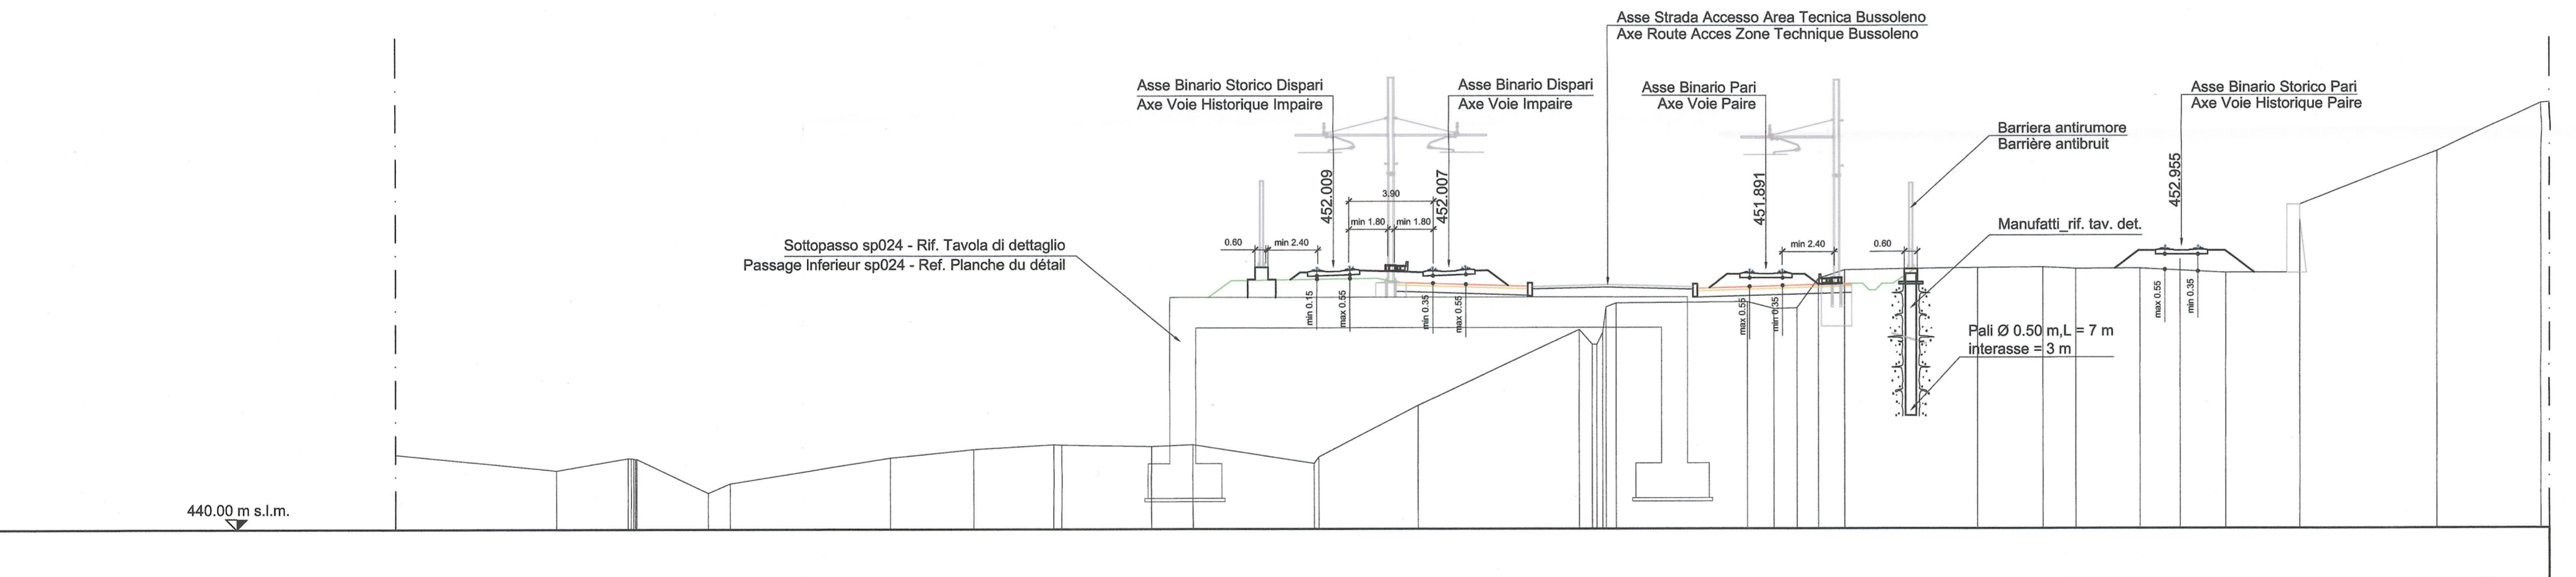 Asse Strada Accesso Area Tecnica Bussoleno
Axe Route Acces Zone Technique Bussoleno
Asse Binario Storico Dispari
Axe Voie Historique Impaire
Asse Binario Dispari
Axe Voie Impaire
Asse Binario Pari
Axe Voie Paire
Asse Binario Storico Pari
Axe Voie Historique Paire
Barriera antirumore
Barrière antibruit
452.009
3.90
452.007
451.891
452.955
min 1.80
min 1.80
Manufatti_rif. tav. det.
Sottopasso sp024 - Rif. Tavola di dettaglio
Passage Inferieur sp024 - Ref. Planche du détail
0.60
min 2.40
min 2.40
0.60
min 0.15
max 0.55
min 0.35
max 0.55
max 0.55
min 0.35
max 0.55
min 0.35
Pali Ø 0.50 m,L = 7 m
interasse = 3 m
440.00 m s.l.m.